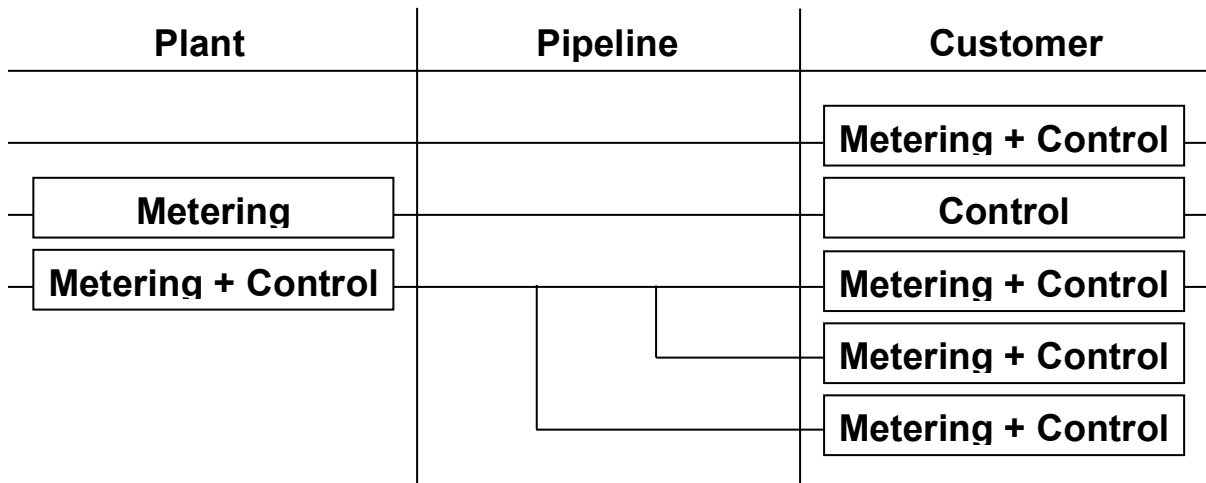 Plant Pipeline Customer
Metering + Control
Metering Control
Metering + Control Metering + Control
Metering + Control
Metering + Control